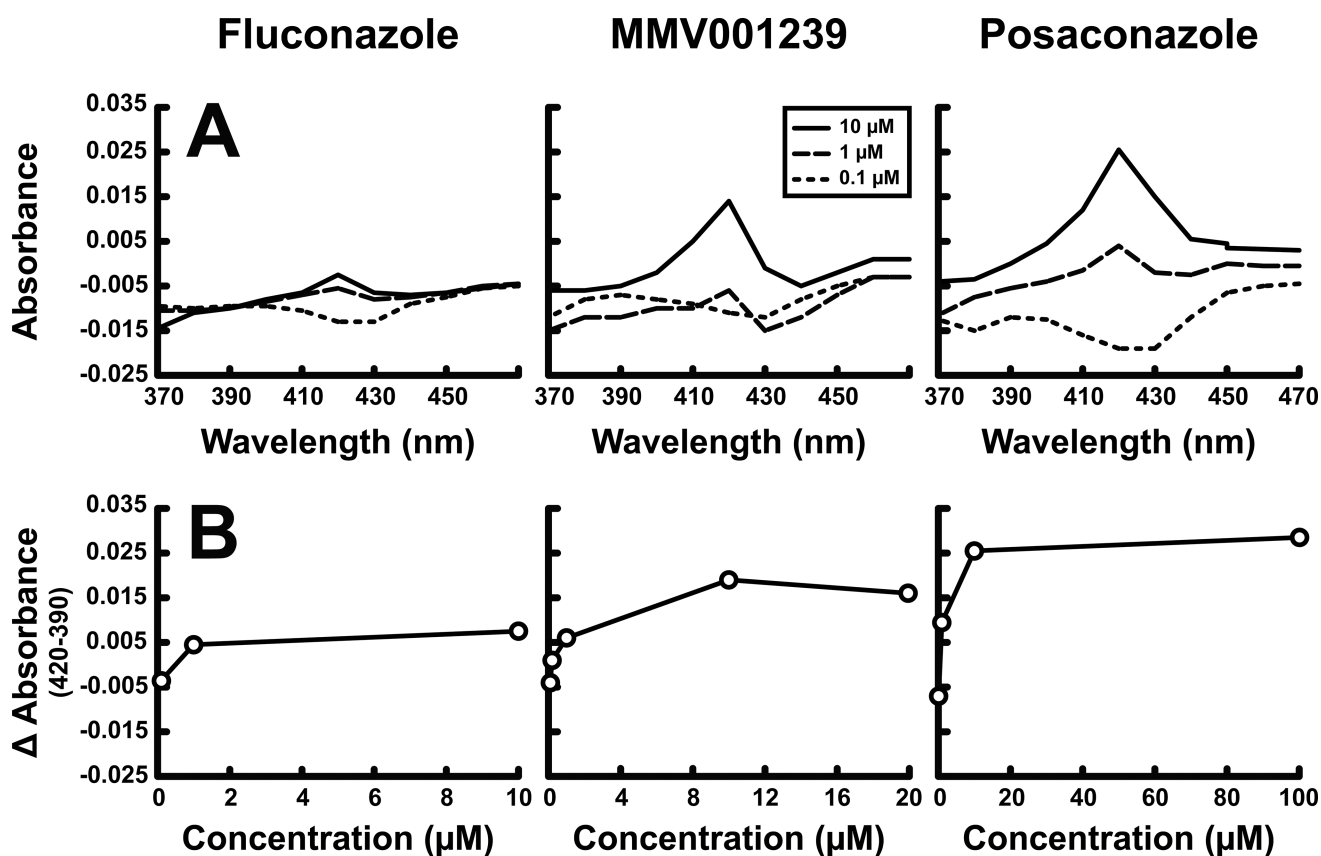 Fluconazole MMV001239 Posaconazole
A
Absorbance
0.035
0.025
0.015
0.005
-0.005
-0.015
-0.025
10 µM
1 µM
0.1 µM
370 390 410 430 450
370 390 410 430 450
370 390 410 430 450 470
Wavelength (nm) Wavelength (nm) Wavelength (nm)
B
Δ Absorbance
(420-390)
0.035
0.025
0.015
0.005
-0.005
-0.015
-0.025
0 2 4 6 8 10
0 4 8 12 16 20
0 20 40 60 80 100
Concentration (µM) Concentration (µM) Concentration (µM)